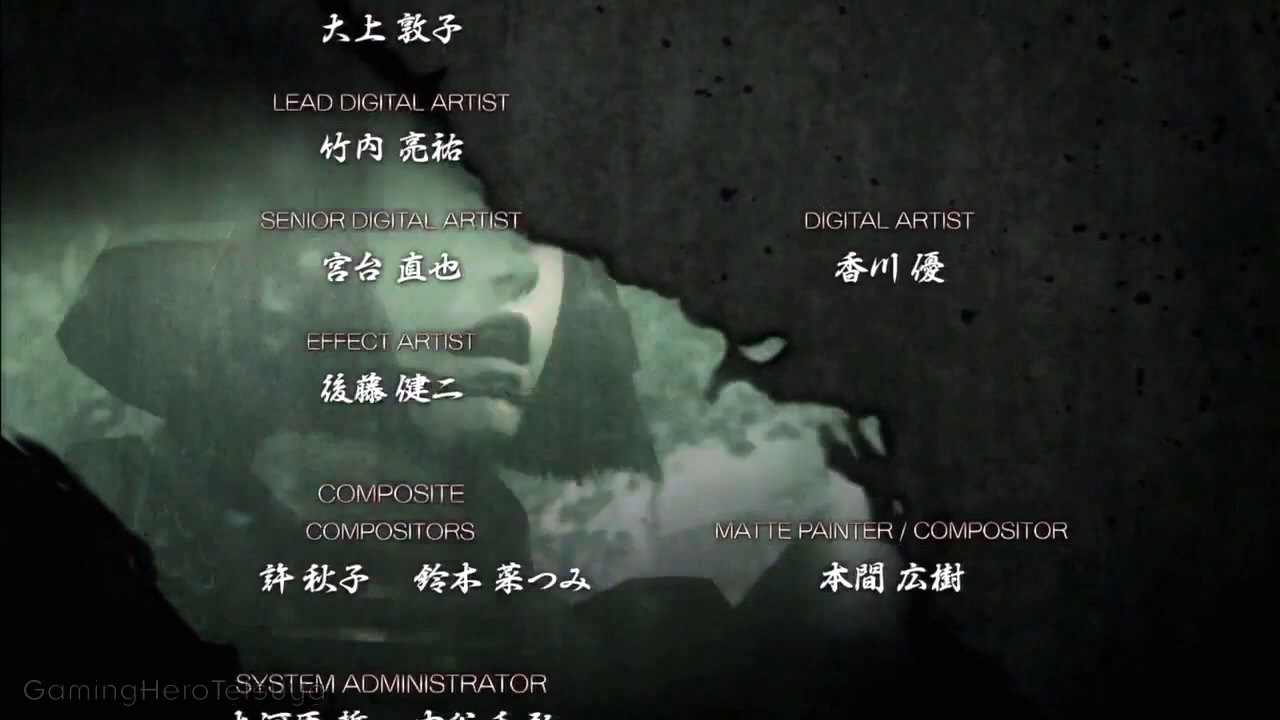 大上 敦子
LEAD DIGITAL ARTIST
竹内 亮祐
SENIOR DIGITAL ARTIST
DIGITAL ARTIST
宮台 直也
香川 優
EFFECT ARTIST
後藤 健二
COMPOSITE
COMPOSITORS
MATTE PAINTER / COMPOSITOR
許 秋子 鈴木 菜つみ
本間 広樹
SYSTEM ADMINISTRATOR
GamingHeroTetsuya